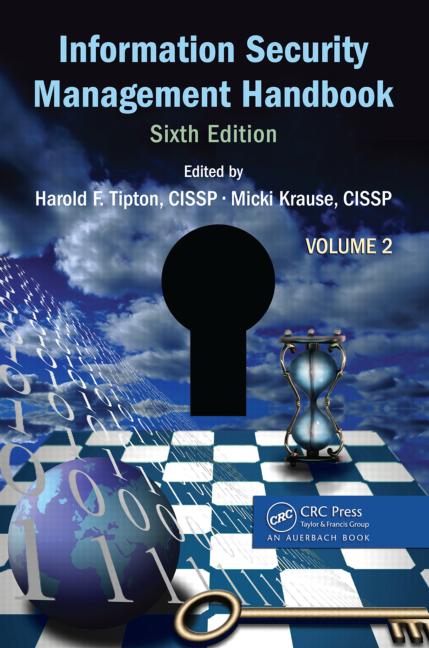 Information Security
Management Handbook
Sixth Edition
Edited by
Harold F. Tipton, CISSP · Micki Krause, CISSP
VOLUME 2
CRC
CRC Press
Taylor & Francis Group
AN AUERBACH BOOK